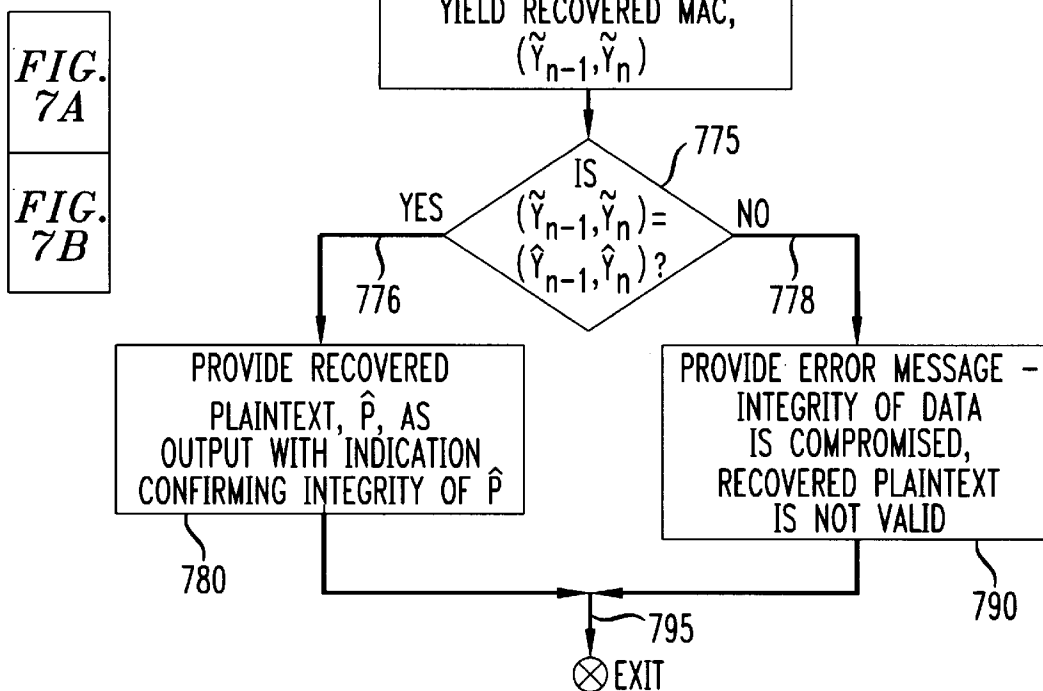 FIG.
7A
FIG.
7B
YIELD RECOVERED MAC,
(Ỹn-1,Ỹn)
775
IS
(Ỹn-1,Ỹn)=
(Ŷn-1,Ŷn)?
YES
NO
776
778
PROVIDE RECOVERED
PLAINTEXT, P̂, AS
OUTPUT WITH INDICATION
CONFIRMING INTEGRITY OF P̂
780
PROVIDE ERROR MESSAGE –
INTEGRITY OF DATA
IS COMPROMISED,
RECOVERED PLAINTEXT
IS NOT VALID
790
795
EXIT